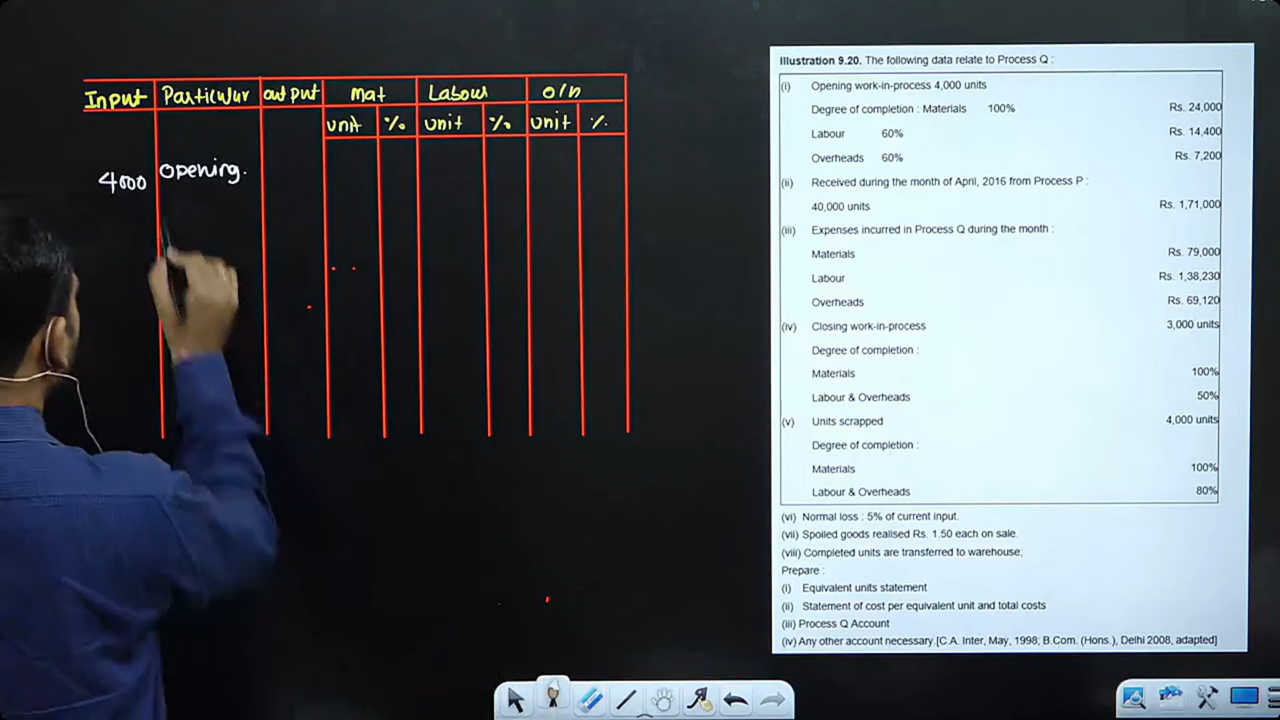 Input Particular output Mat Labour o/h
unit % unit % unit %
4000 Opening.
Illustration 9.20. The following data relate to Process Q :
(i) Opening work-in-process 4,000 units
Degree of completion : Materials 100% Rs. 24,000
Labour 60% Rs. 14,400
Overheads 60% Rs. 7,200
(ii) Received during the month of April, 2016 from Process P :
40,000 units Rs. 1,71,000
(iii) Expenses incurred in Process Q during the month :
Materials Rs. 79,000
Labour Rs. 1,38,230
Overheads Rs. 69,120
(iv) Closing work-in-process 3,000 units
Degree of completion :
Materials 100%
Labour & Overheads 50%
(v) Units scrapped 4,000 units
Degree of completion :
Materials 100%
Labour & Overheads 80%
(vi) Normal loss : 5% of current input.
(vii) Spoiled goods realised Rs. 1.50 each on sale.
(viii) Completed units are transferred to warehouse;
Prepare :
(i) Equivalent units statement
(ii) Statement of cost per equivalent unit and total costs
(iii) Process Q Account
(iv) Any other account necessary.[C.A. Inter, May, 1998; B.Com. (Hons.), Delhi 2008, adapted]